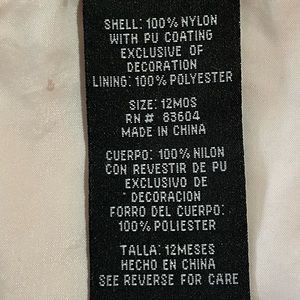 SHELL: 100% NYLON
WITH PU COATING
EXCLUSIVE OF
DECORATION
LINING: 100% POLYESTER
SIZE: 12MOS
RN# 83604
MADE IN CHINA
CUERPO: 100% NILON
CON REVESTIR DE PU
EXCLUSIVO DE
DECORACION
FORRO DEL CUERPO:
100% POLIESTER
TALLA: 12MESES
HECHO EN CHINA
SEE REVERSE FOR CARE